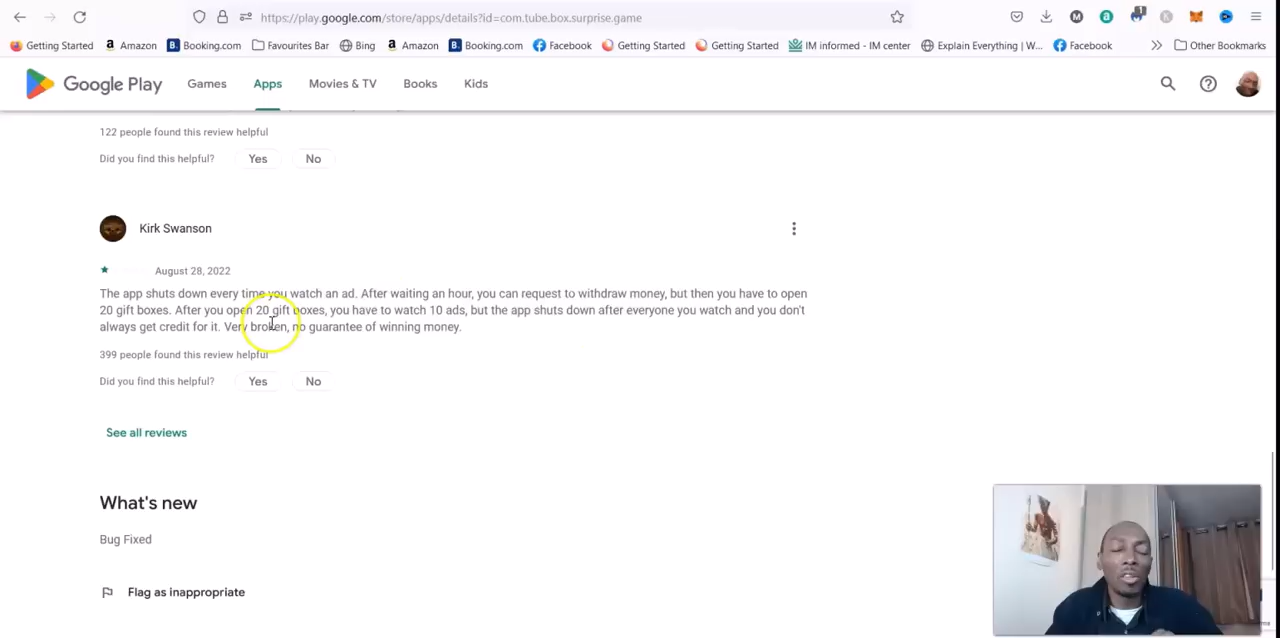 https://play.google.com/store/apps/details?id=com.tube.box.surprise.game
Getting Started
Amazon
Booking.com
Favourites Bar
Bing
Amazon
Booking.com
Facebook
Getting Started
Getting Started
IM informed - IM center
Explain Everything | W...
Facebook
Other Bookmarks
Google Play
Games
Apps
Movies & TV
Books
Kids
122 people found this review helpful
Did you find this helpful?
Yes
No
Kirk Swanson
August 28, 2022
The app shuts down every time you watch an ad. After waiting an hour, you can request to withdraw money, but then you have to open
20 gift boxes. After you open 20 gift boxes, you have to watch 10 ads, but the app shuts down after everyone you watch and you don't
always get credit for it. Very broken, no guarantee of winning money.
399 people found this review helpful
Did you find this helpful?
Yes
No
See all reviews
What's new
Bug Fixed
Flag as inappropriate